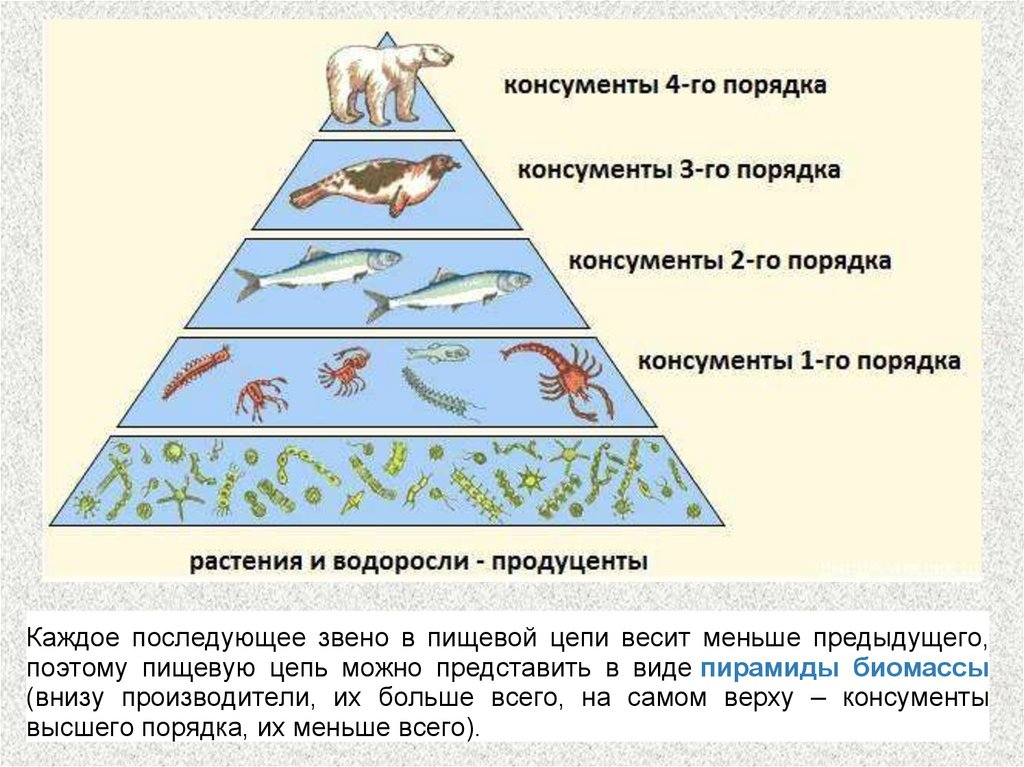 консументы 4-го порядка
консументы 3-го порядка
консументы 2-го порядка
консументы 1-го порядка
растения и водоросли - продуценты
Каждое последующее звено в пищевой цепи весит меньше предыдущего,
поэтому пищевую цепь можно представить в виде пирамиды биомассы
(внизу производители, их больше всего, на самом верху – консументы
высшего порядка, их меньше всего).